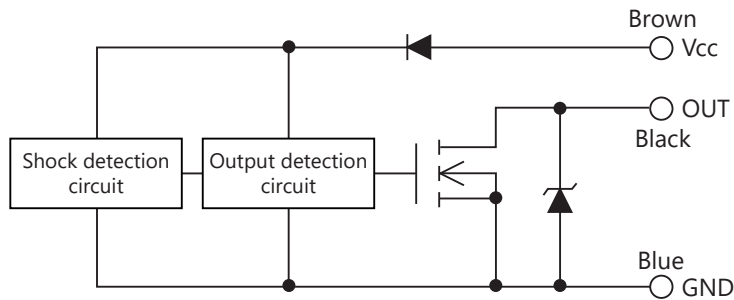 Brown
Vcc
OUT
Black
Shock detection
circuit
Output detection
circuit
Blue
GND